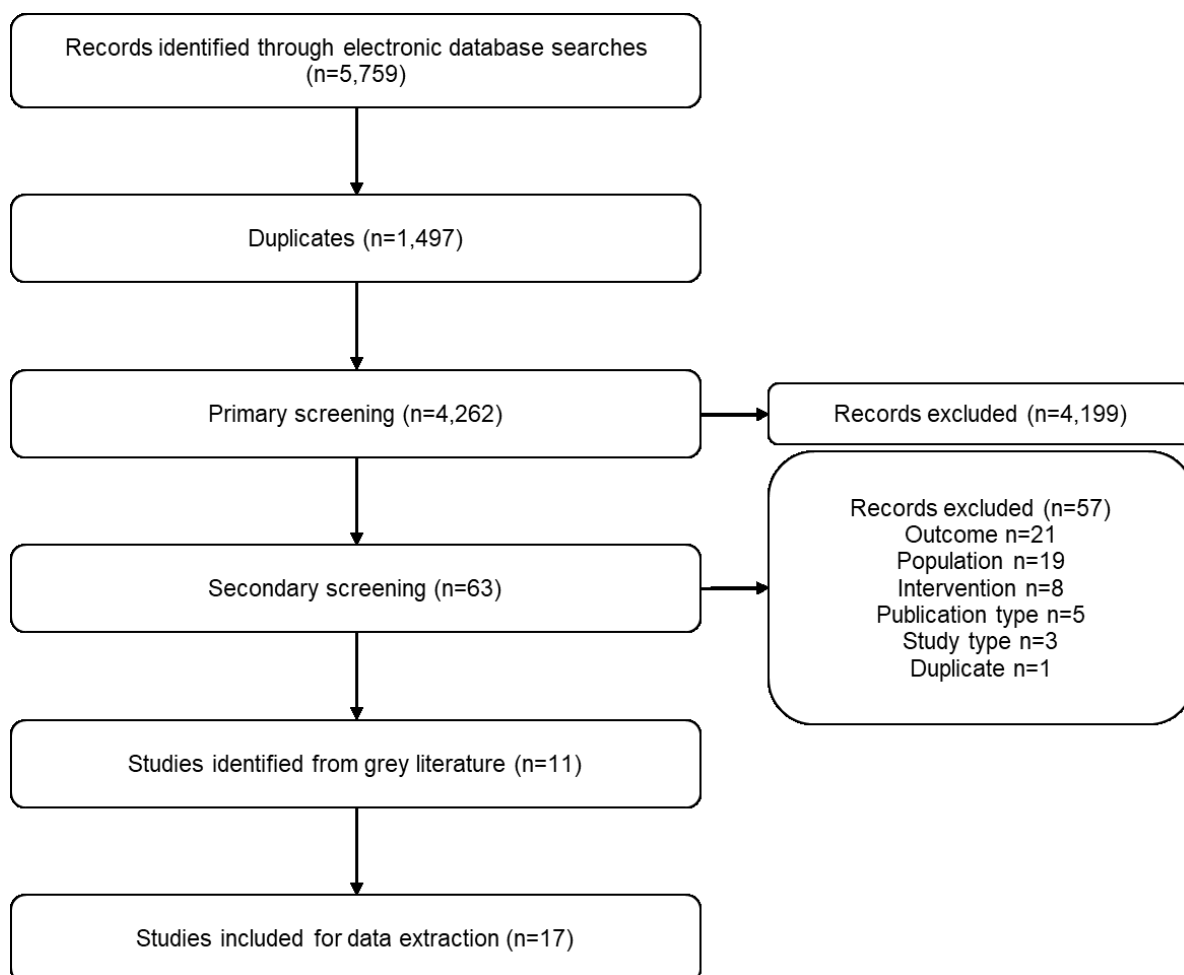 Records identified through electronic database searches
(n=5,759)
Duplicates (n=1,497)
Primary screening (n=4,262)
Records excluded (n=4,199)
Secondary screening (n=63)
Records excluded (n=57)
Outcome n=21
Population n=19
Intervention n=8
Publication type n=5
Study type n=3
Duplicate n=1
Studies identified from grey literature (n=11)
Studies included for data extraction (n=17)